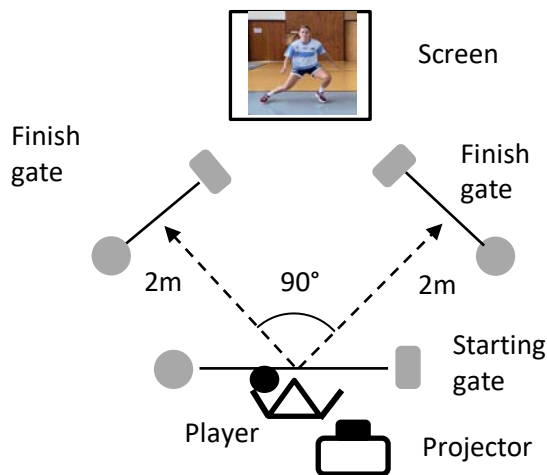 Screen
Finish
gate
Finish
gate
2m
90°
2m
Starting
gate
Player
Projector